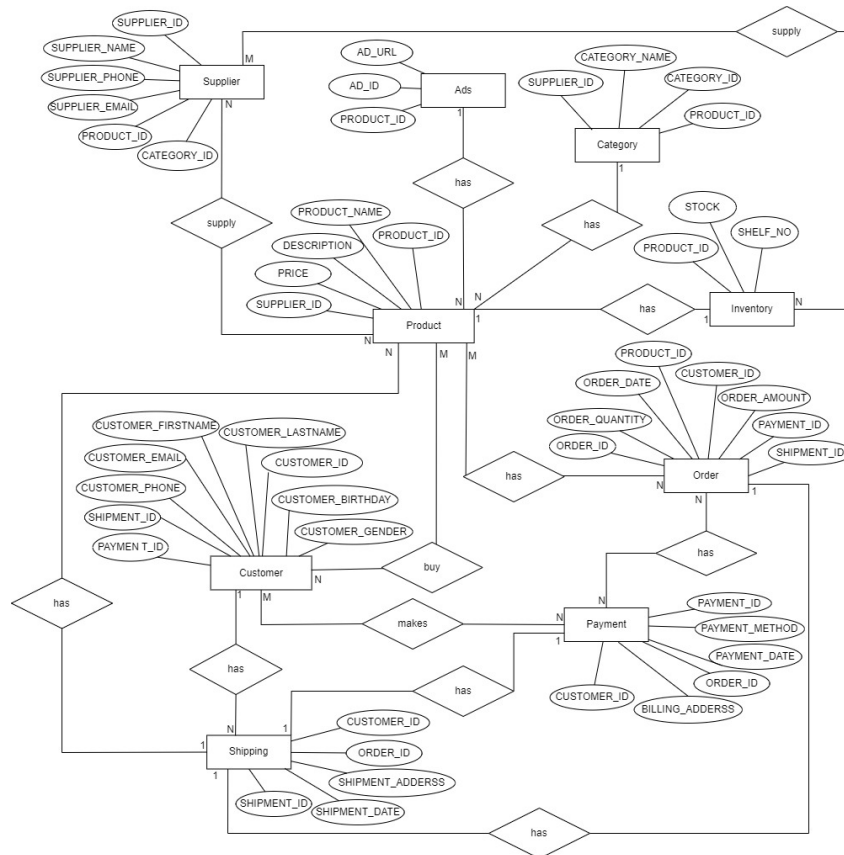 SUPPLIER_ID
supply
SUPPLIER_NAME
M
AD_URL
CATEGORY_NAME
SUPPLIER_PHONE
Supplier
SUPPLIER_ID
CATEGORY_ID
AD_ID
Ads
SUPPLIER_EMAIL
N
1
PRODUCT_ID
PRODUCT_ID
PRODUCT_ID
CATEGORY_ID
Category
1
has
PRODUCT_NAME
STOCK
supply
has
PRODUCT_ID
SHELF_NO
DESCRIPTION
PRODUCT_ID
PRICE
SUPPLIER_ID
N
N
has
Inventory
N
Product
1
1
N
N
M
M
PRODUCT_ID
CUSTOMER_ID
ORDER_DATE
ORDER_AMOUNT
CUSTOMER_FIRSTNAME
CUSTOMER_LASTNAME
ORDER_QUANTITY
PAYMENT_ID
CUSTOMER_EMAIL
CUSTOMER_ID
ORDER_ID
SHIPMENT_ID
CUSTOMER_PHONE
has
Order
N
1
CUSTOMER_BIRTHDAY
N
SHIPMENT_ID
CUSTOMER_GENDER
PAYMEN T_ID
has
Customer
N
buy
1
M
has
N
PAYMENT_ID
makes
N
Payment
PAYMENT_METHOD
1
PAYMENT_DATE
has
has
ORDER_ID
CUSTOMER_ID
BILLING_ADDERSS
CUSTOMER_ID
N
1
1
Shipping
ORDER_ID
1
SHIPMENT_ADDERSS
SHIPMENT_ID
SHIPMENT_DATE
has